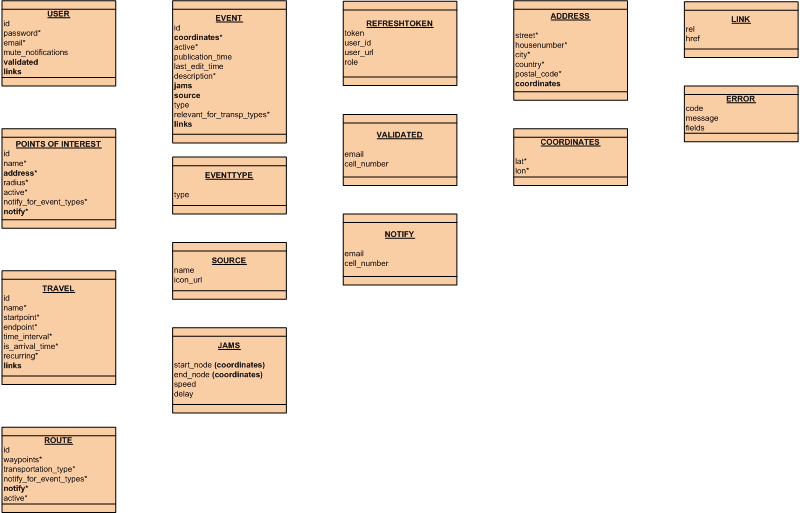 USER
id
password*
email*
mute_notifications
validated
links
POINTS OF INTEREST
id
name*
address*
radius*
active*
notify_for_event_types*
notify*
TRAVEL
id
name*
startpoint*
endpoint*
time_interval*
is_arrival_time*
recurring*
links
ROUTE
id
waypoints*
transportation_type*
notify_for_event_types*
notify*
active*
EVENT
id
coordinates*
active*
publication_time
last_edit_time
description*
jams
source
type
relevant_for_transp_types*
links
EVENTTYPE
type
SOURCE
name
icon_url
JAMS
start_node (coordinates)
end_node (coordinates)
speed
delay
REFRESHTOKEN
token
user_id
user_url
role
VALIDATED
email
cell_number
NOTIFY
email
cell_number
ADDRESS
street*
housenumber*
city*
country*
postal_code*
coordinates
COORDINATES
lat*
lon*
LINK
rel
href
ERROR
code
message
fields